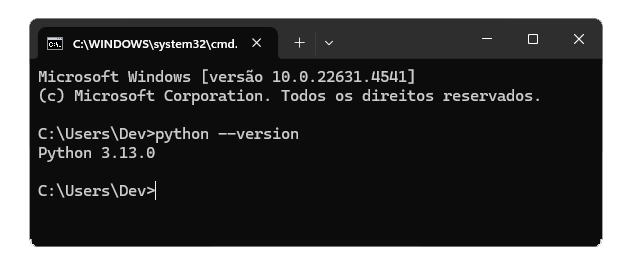 C:\WINDOWS\system32\cmd.
Microsoft Windows [versão 10.0.22631.4541]
(c) Microsoft Corporation. Todos os direitos reservados.
C:\Users\Dev>python --version
Python 3.13.0
C:\Users\Dev>